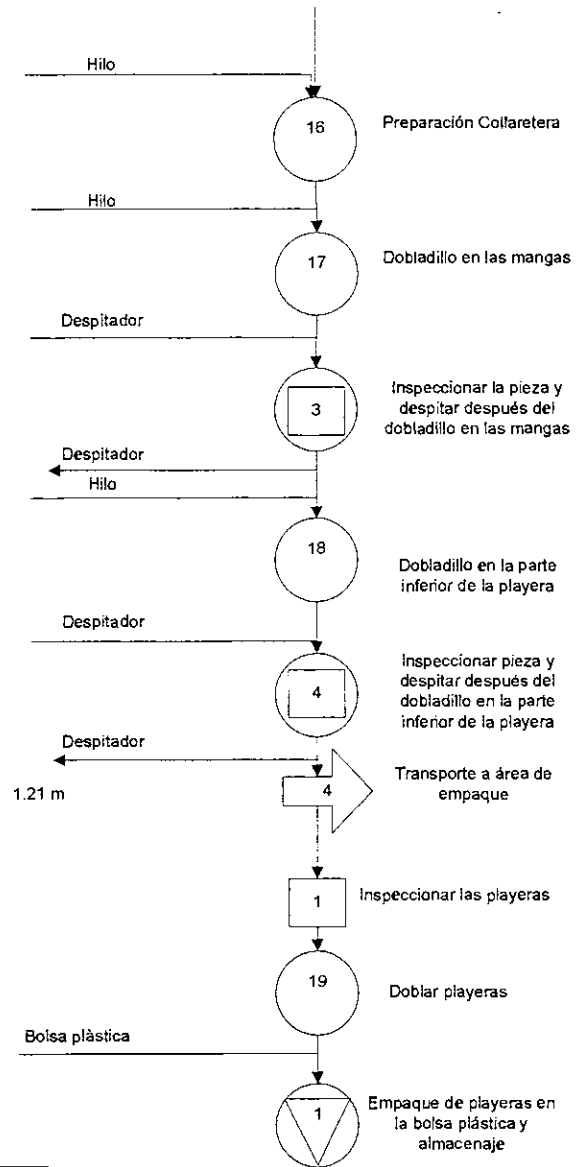 Hilo
16
Preparación Collaretera
Hilo
17
Dobladillo en las mangas
Despitador
3
Inspeccionar la pieza y
despitar después del
dobladillo en las mangas
Despitador
Hilo
18
Dobladillo en la parte
inferior de la playera
Despitador
4
Inspeccionar pieza y
despitar después del
dobladillo en la parte
inferior de la playera
Despitador
1.21 m
4
Transporte a área de
empaque
1
Inspeccionar las playeras
19
Doblar playeras
Bolsa plàstica
1
Empaque de playeras en
la bolsa plástica y
almacenaje